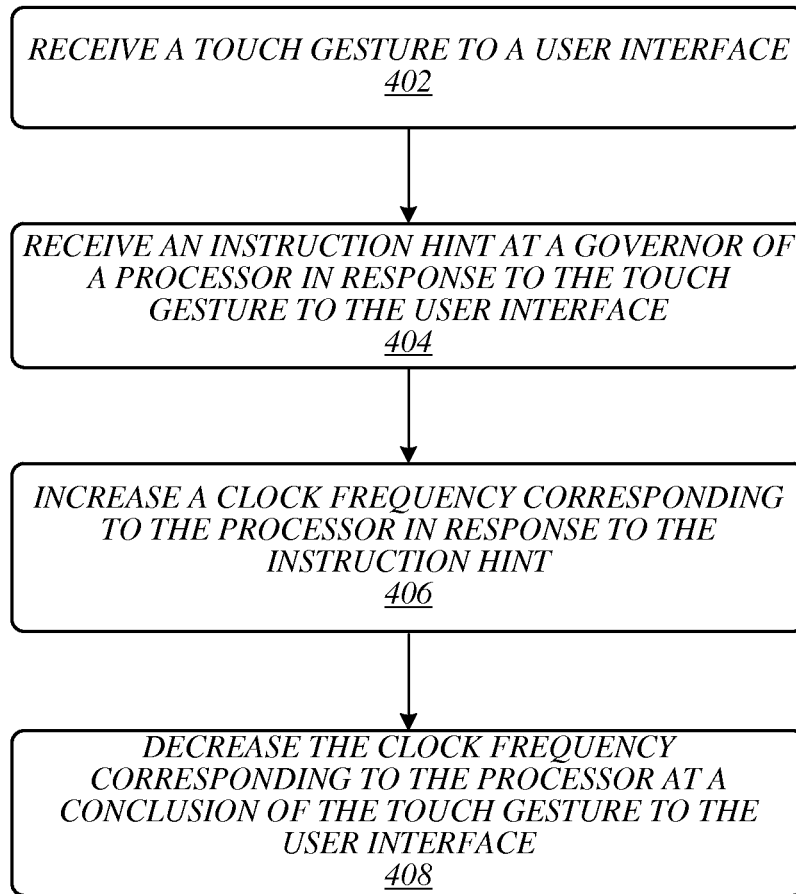 RECEIVE A TOUCH GESTURE TO A USER INTERFACE
402
RECEIVE AN INSTRUCTION HINT AT A GOVERNOR OF
A PROCESSOR IN RESPONSE TO THE TOUCH
GESTURE TO THE USER INTERFACE
404
INCREASE A CLOCK FREQUENCY CORRESPONDING
TO THE PROCESSOR IN RESPONSE TO THE
INSTRUCTION HINT
406
DECREASE THE CLOCK FREQUENCY
CORRESPONDING TO THE PROCESSOR AT A
CONCLUSION OF THE TOUCH GESTURE TO THE
USER INTERFACE
408